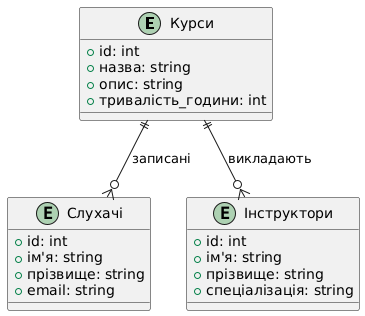 E Курси
id: int
назва: string
опис: string
тривалість_години: int
записані
викладають
E Слухачі
id: int
ім'я: string
прізвище: string
email: string
E Інструктори
id: int
ім'я: string
прізвище: string
спеціалізація: string